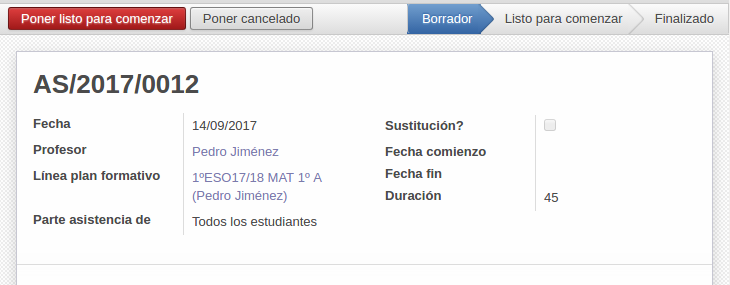 Poner listo para comenzar Poner cancelado Borrador Listo para comenzar Finalizado
AS/2017/0012
Fecha 14/09/2017
Profesor Pedro Jiménez
Línea plan formativo 1ºESO17/18 MAT 1º A
(Pedro Jiménez)
Parte asistencia de Todos los estudiantes
Sustitución?
Fecha comienzo
Fecha fin
Duración 45